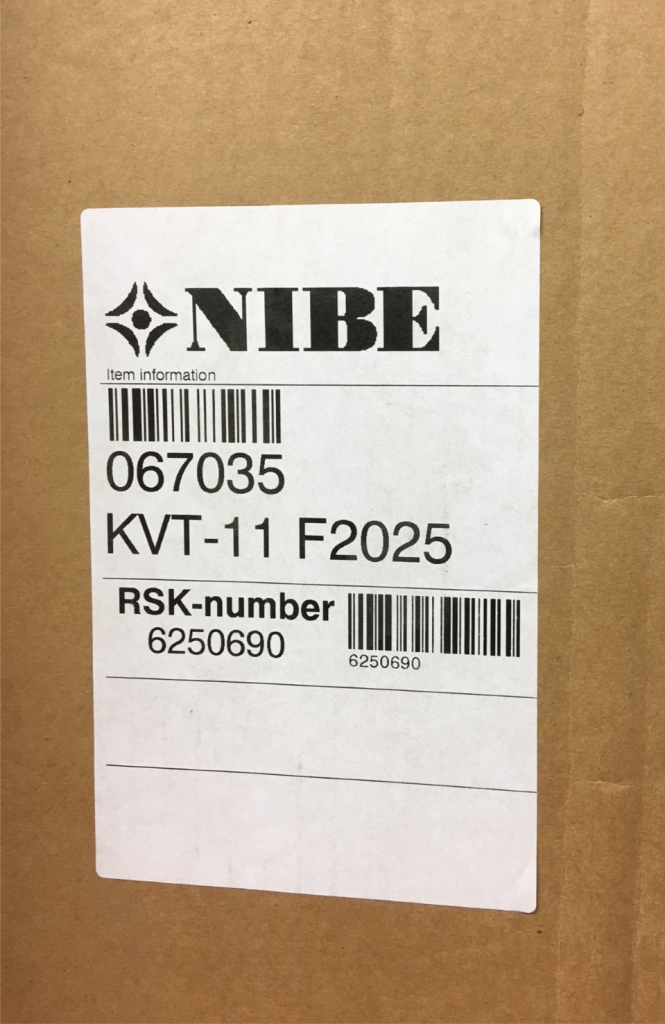 NIBE
Item information
067035
KVT-11 F2025
RSK-number
6250690
6250690